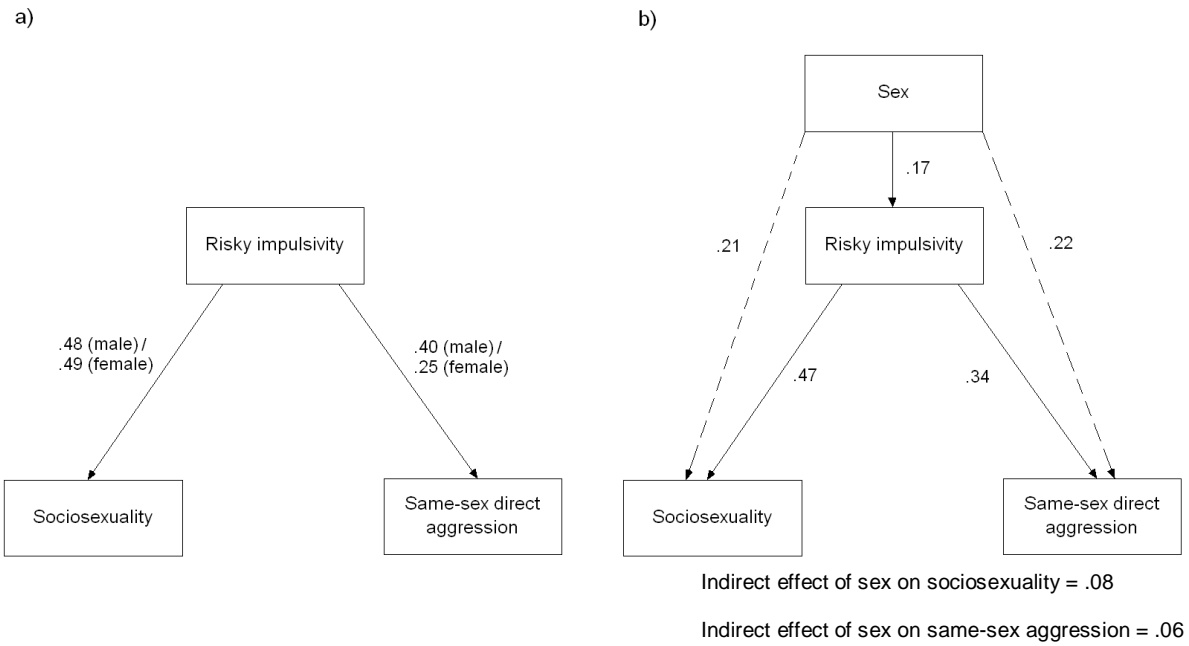 a)
Risky impulsivity
.48 (male) /
.49 (female)
.40 (male) /
.25 (female)
Sociosexuality
Same-sex direct
aggression
b)
Sex
.17
Risky impulsivity
.21
.22
.47
.34
Sociosexuality
Same-sex direct
aggression
Indirect effect of sex on sociosexuality = .08
Indirect effect of sex on same-sex aggression = .06